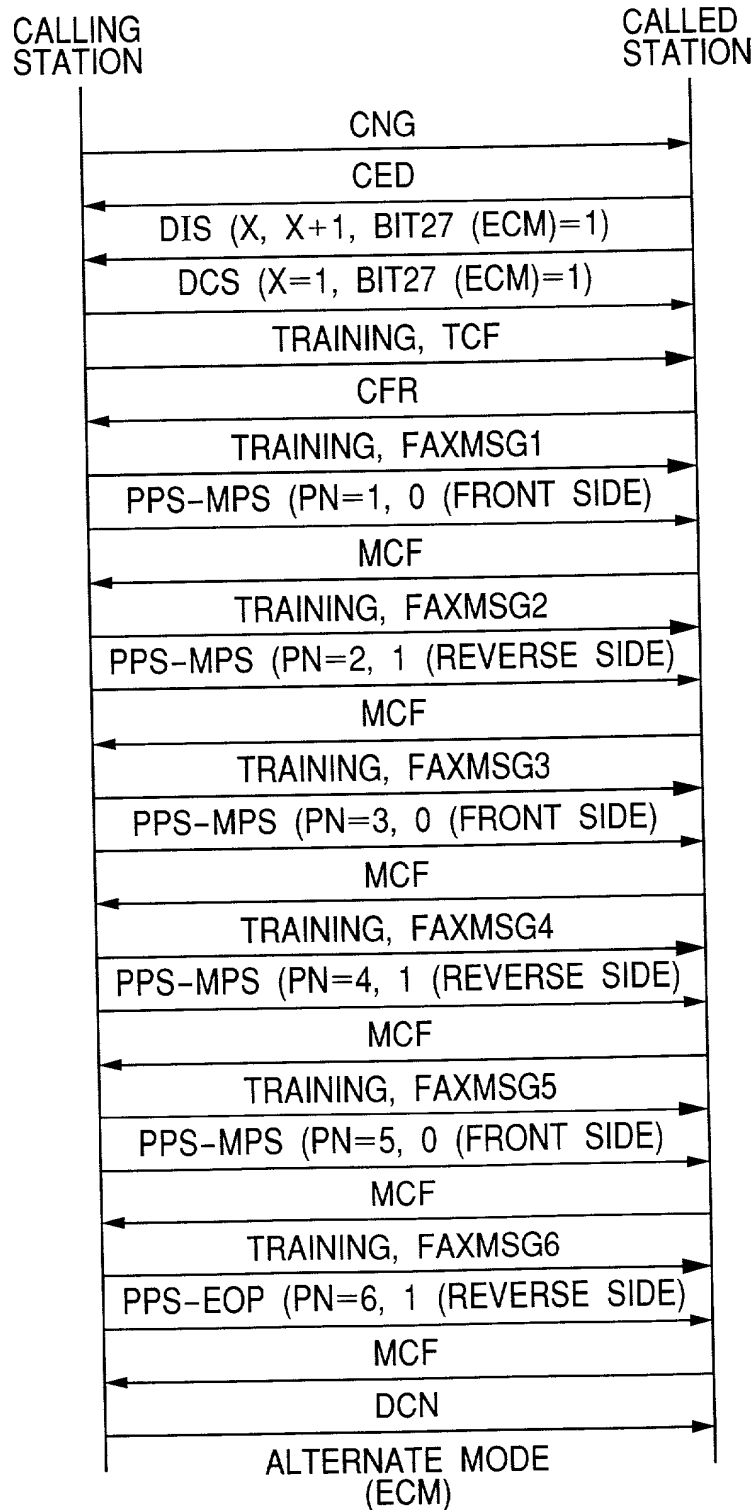 CALLING
STATION
CALLED
STATION
CNG
CED
DIS (X, X+1, BIT27 (ECM)=1)
DCS (X=1, BIT27 (ECM)=1)
TRAINING, TCF
CFR
TRAINING, FAXMSG1
PPS-MPS (PN=1, 0 (FRONT SIDE)
MCF
TRAINING, FAXMSG2
PPS-MPS (PN=2, 1 (REVERSE SIDE)
MCF
TRAINING, FAXMSG3
PPS-MPS (PN=3, 0 (FRONT SIDE)
MCF
TRAINING, FAXMSG4
PPS-MPS (PN=4, 1 (REVERSE SIDE)
MCF
TRAINING, FAXMSG5
PPS-MPS (PN=5, 0 (FRONT SIDE)
MCF
TRAINING, FAXMSG6
PPS-EOP (PN=6, 1 (REVERSE SIDE)
MCF
DCN
ALTERNATE MODE
(ECM)